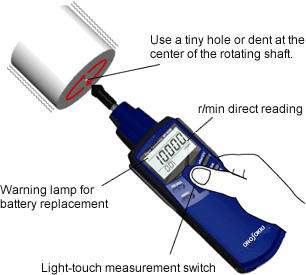 Use a tiny hole or dent at the
center of the rotating shaft.
r/min direct reading
10000.
Warning lamp for
battery replacement
ONO SOKKI
Light-touch measurement switch